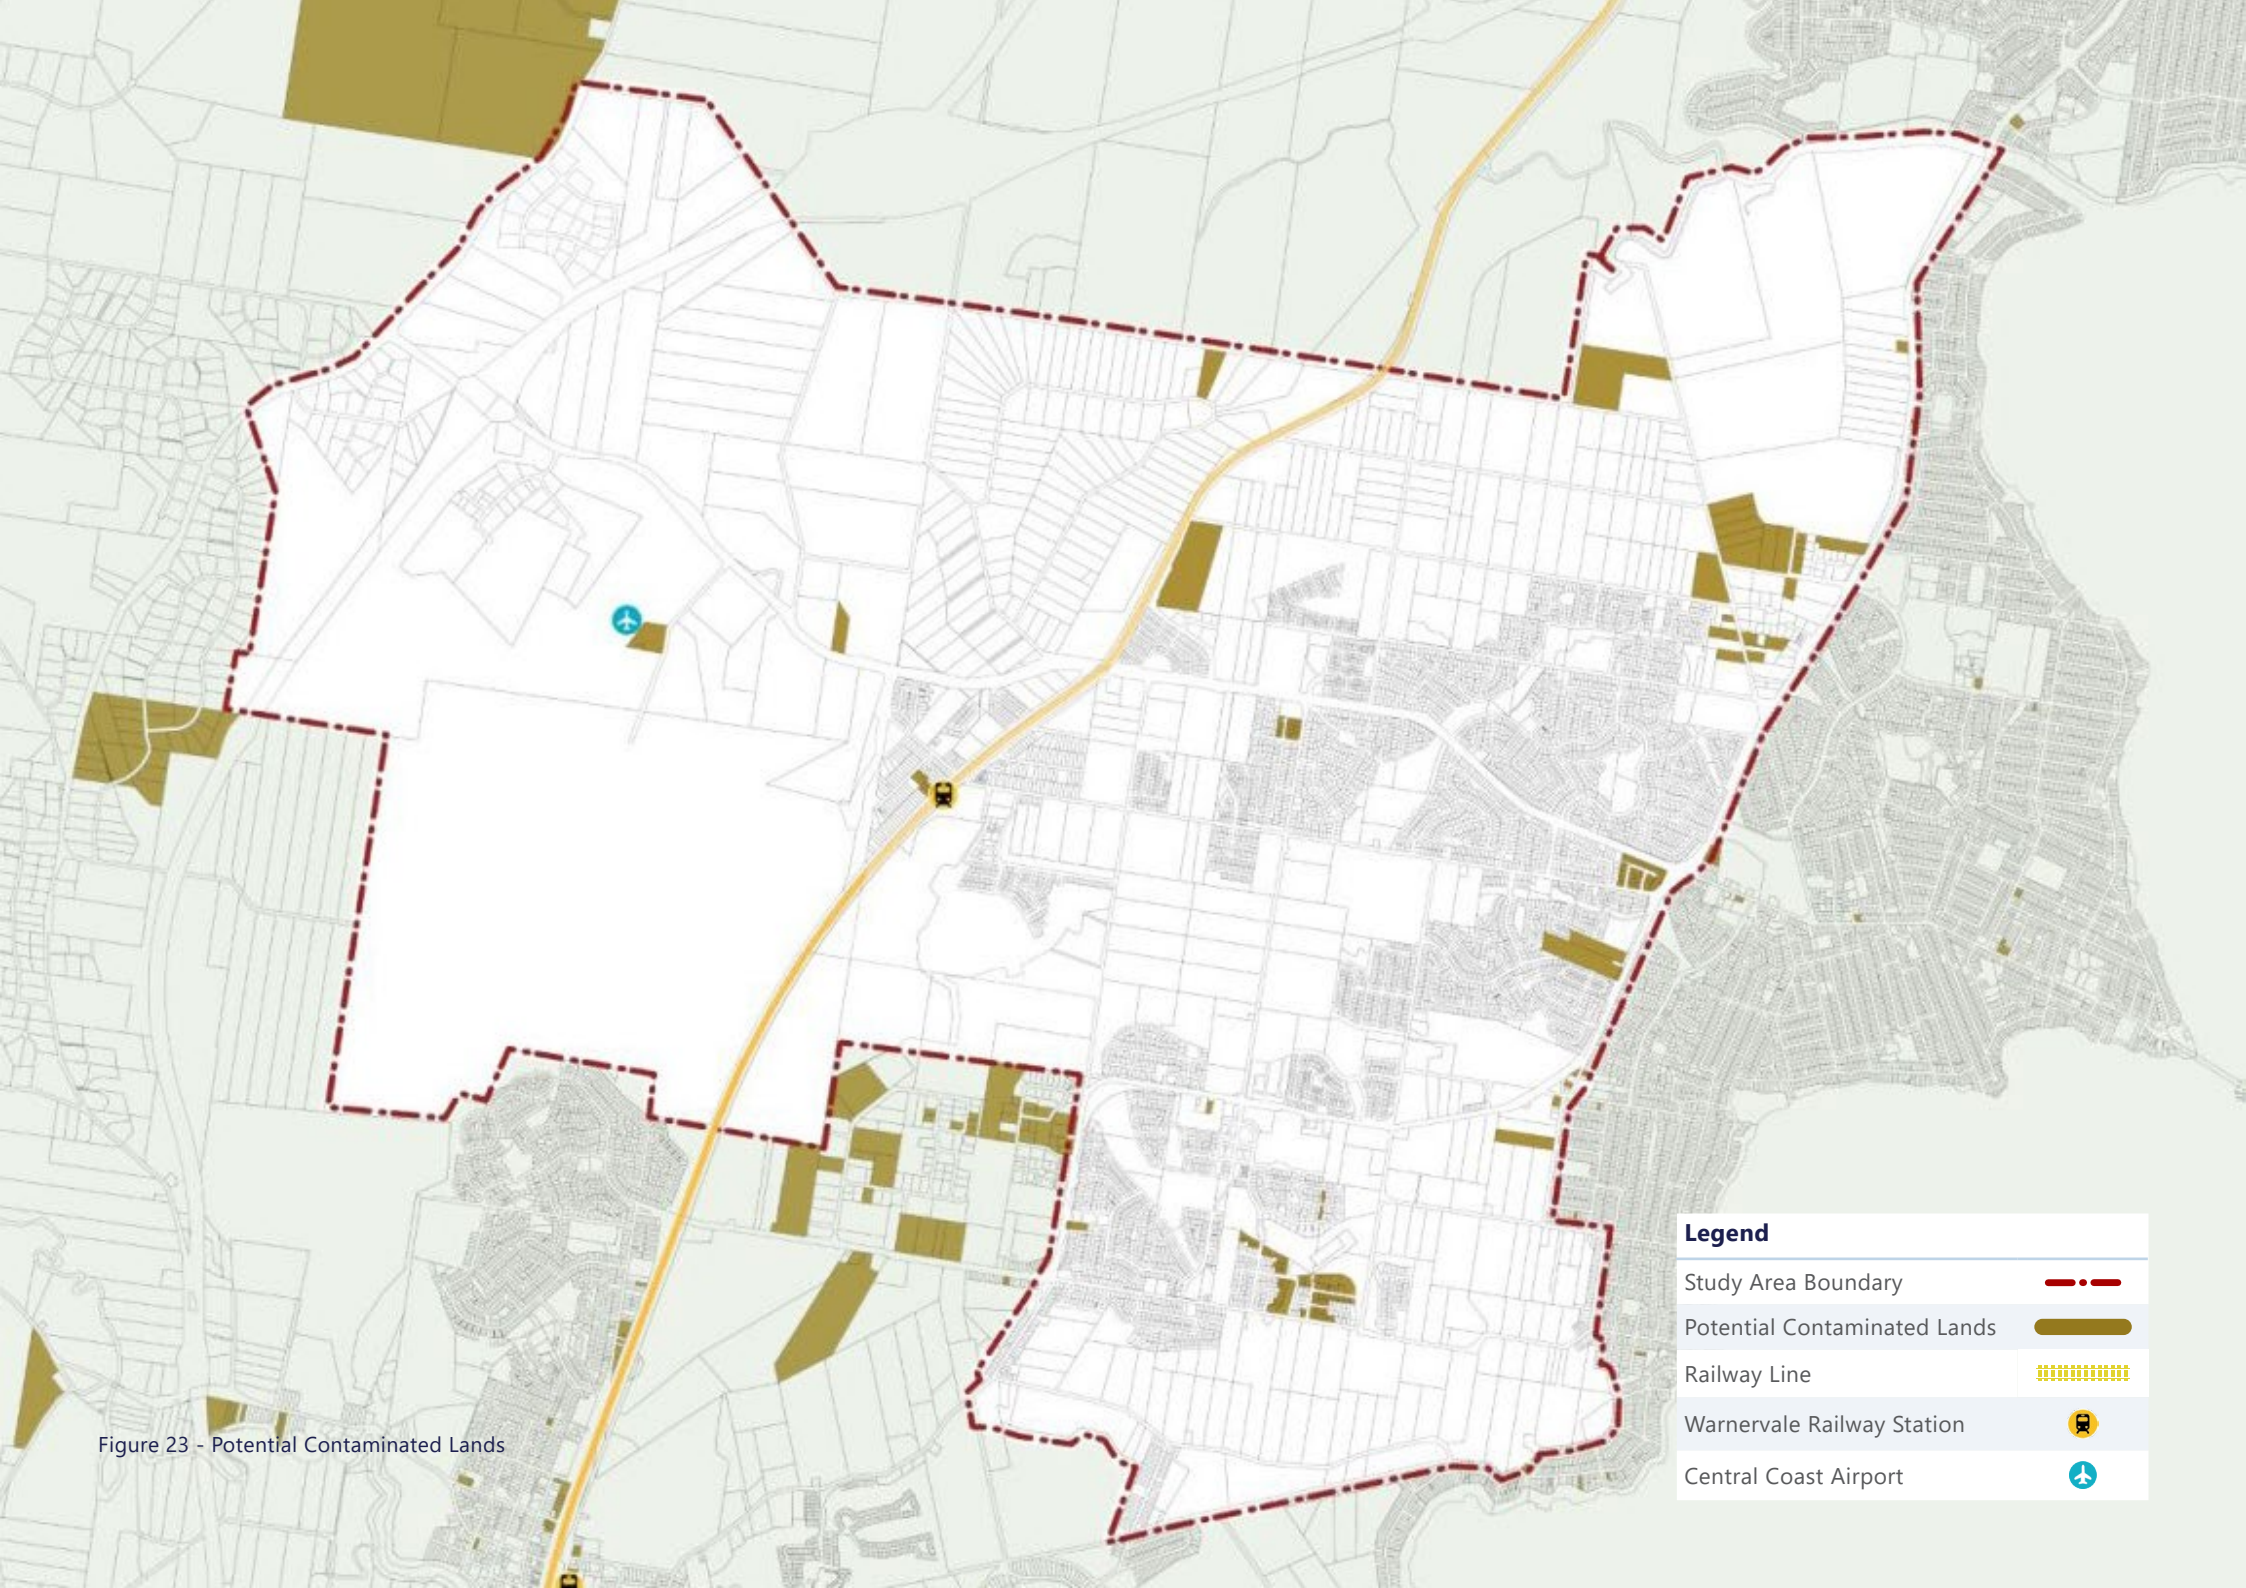 Legend
Study Area Boundary
Potential Contaminated Lands
Railway Line
Warnervale Railway Station
Central Coast Airport
Figure 23 - Potential Contaminated Lands